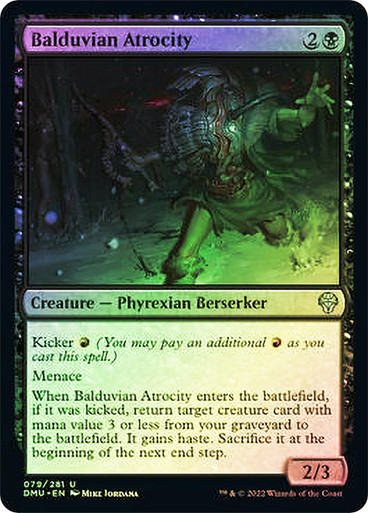 Balduvian Atrocity 2
Creature — Phyrexian Berserker
Kicker (You may pay an additional as you
cast this spell.)
Menace
When Balduvian Atrocity enters the battlefield,
if it was kicked, return target creature card with
mana value 3 or less from your graveyard to
the battlefield. It gains haste. Sacrifice it at the
beginning of the next end step.
2/3
079/281 U
DMU • EN Mike Jordana ™ & © 2022 Wizards of the Coast